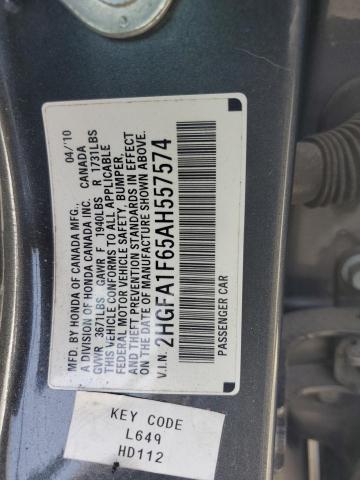 MFD. BY HONDA OF CANADA MFG., 04/'10
A DIVISION OF HONDA CANADA INC. CANADA
GVWR 3671LBS GAWR F 1940LBS R 1731LBS
THIS VEHICLE CONFORMS TO ALL APPLICABLE
FEDERAL MOTOR VEHICLE SAFETY, BUMPER,
AND THEFT PREVENTION STANDARDS IN EFFECT
ON THE DATE OF MANUFACTURE SHOWN ABOVE.
V.I.N. 2HGFA1F65AH557574
PASSENGER CAR
KEY CODE
L649
HD112